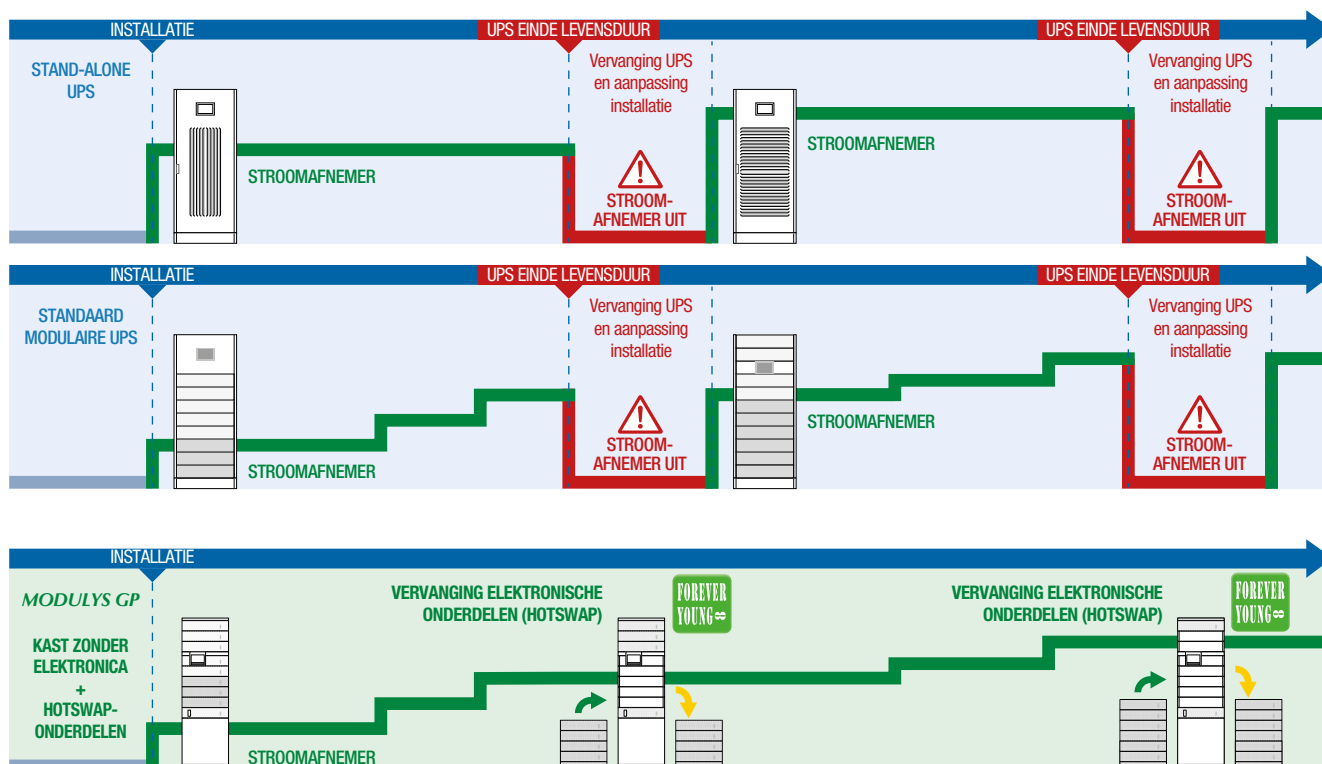 INSTALLATIE
UPS EINDE LEVENSDUUR
UPS EINDE LEVENSDUUR
STAND-ALONE
UPS
Vervanging UPS
en aanpassing
installatie
Vervanging UPS
en aanpassing
installatie
STROOMAFNEMER
STROOMAFNEMER
STROOM-
AFNEMER UIT
STROOM-
AFNEMER UIT
INSTALLATIE
UPS EINDE LEVENSDUUR
UPS EINDE LEVENSDUUR
STANDAARD
MODULAIRE UPS
Vervanging UPS
en aanpassing
installatie
Vervanging UPS
en aanpassing
installatie
STROOMAFNEMER
STROOMAFNEMER
STROOM-
AFNEMER UIT
STROOM-
AFNEMER UIT
INSTALLATIE
MODULYS GP
KAST ZONDER
ELEKTRONICA
+
HOTSWAP-
ONDERDELEN
VERVANGING ELEKTRONISCHE
ONDERDELEN (HOTSWAP)
FOREVER
YOUNG∞
VERVANGING ELEKTRONISCHE
ONDERDELEN (HOTSWAP)
FOREVER
YOUNG∞
STROOMAFNEMER